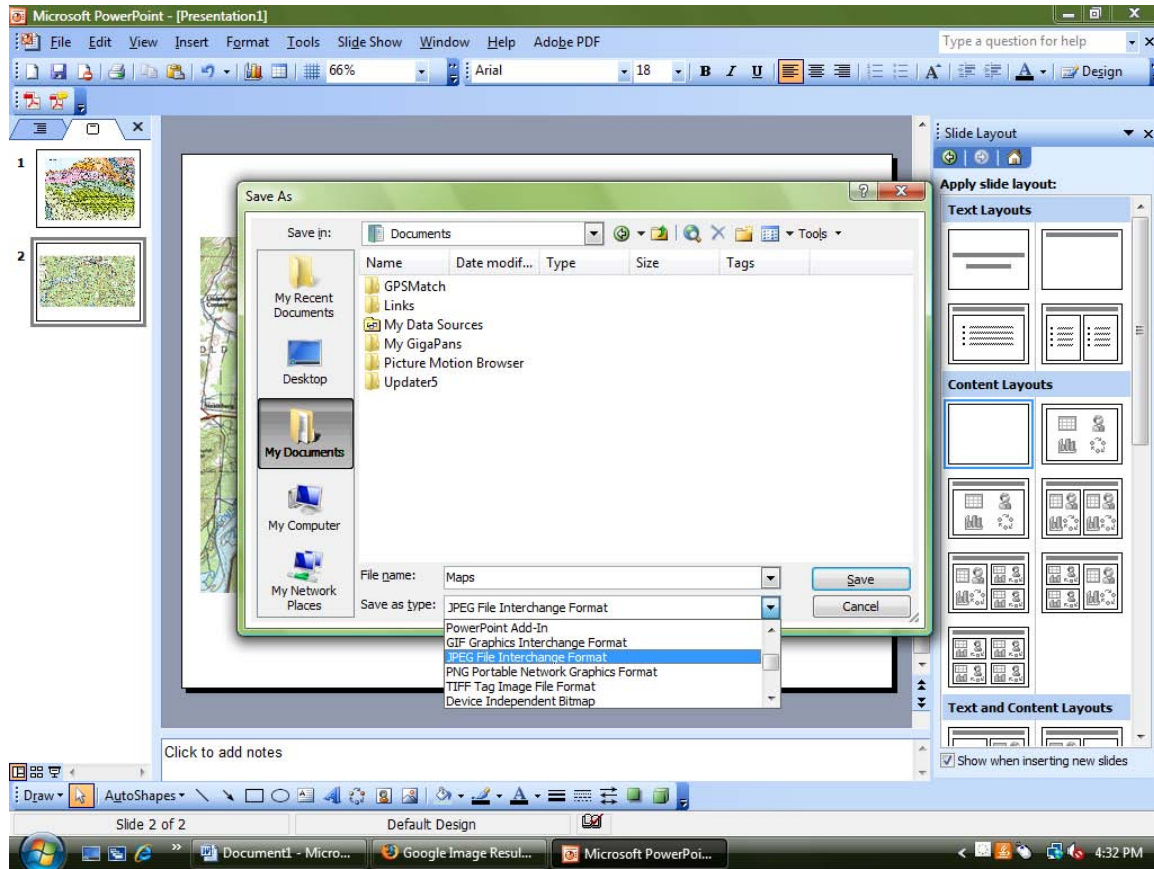 Microsoft PowerPoint - [Presentation1]
File Edit View Insert Format Tools Slide Show Window Help Adobe PDF
Type a question for help
66% Arial 18 B I U A Design
Slide Layout
Apply slide layout:
Text Layouts
Content Layouts
Text and Content Layouts
Show when inserting new slides
1
2
Save As
Save in: Documents Tools
Name Date modif... Type Size Tags
GPSMatch
Links
My Data Sources
My GigaPans
Picture Motion Browser
Updater5
My Recent Documents
Desktop
My Documents
My Computer
My Network Places
File name: Maps Save
Save as type: JPEG File Interchange Format Cancel
PowerPoint Add-In
GIF Graphics Interchange Format
JPEG File Interchange Format
PNG Portable Network Graphics Format
TIFF Tag Image File Format
Device Independent Bitmap
Click to add notes
Draw AutoShapes A
Slide 2 of 2 Default Design
Document1 - Micro... Google Image Resul... Microsoft PowerPoi... 4:32 PM